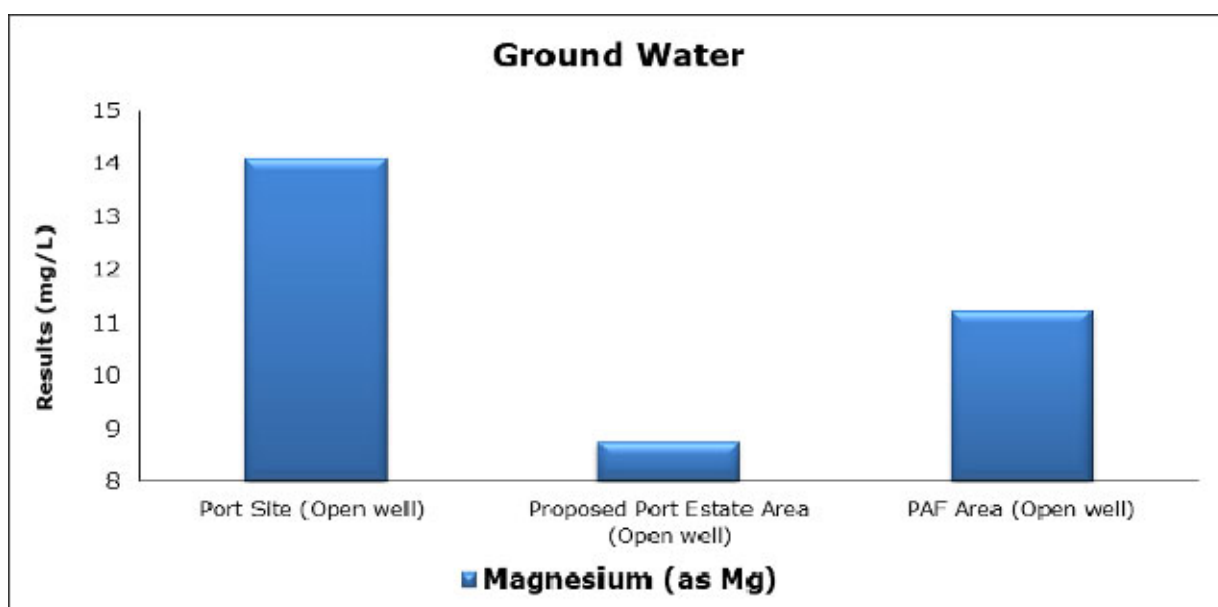 Ground Water
Results (mg/L)
15
14
13
12
11
10
9
8
Port Site (Open well)
Proposed Port Estate Area
(Open well)
PAF Area (Open well)
Magnesium (as Mg)